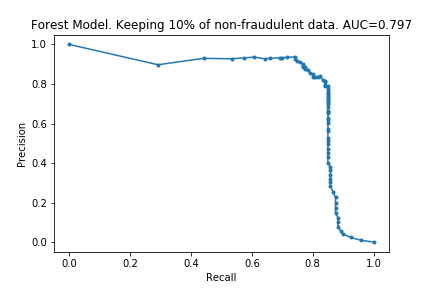 Forest Model. Keeping 10% of non-fraudulent data. AUC=0.797
1.0
0.8
0.6
0.4
0.2
0.0
Precision
0.0 0.2 0.4 0.6 0.8 1.0
Recall